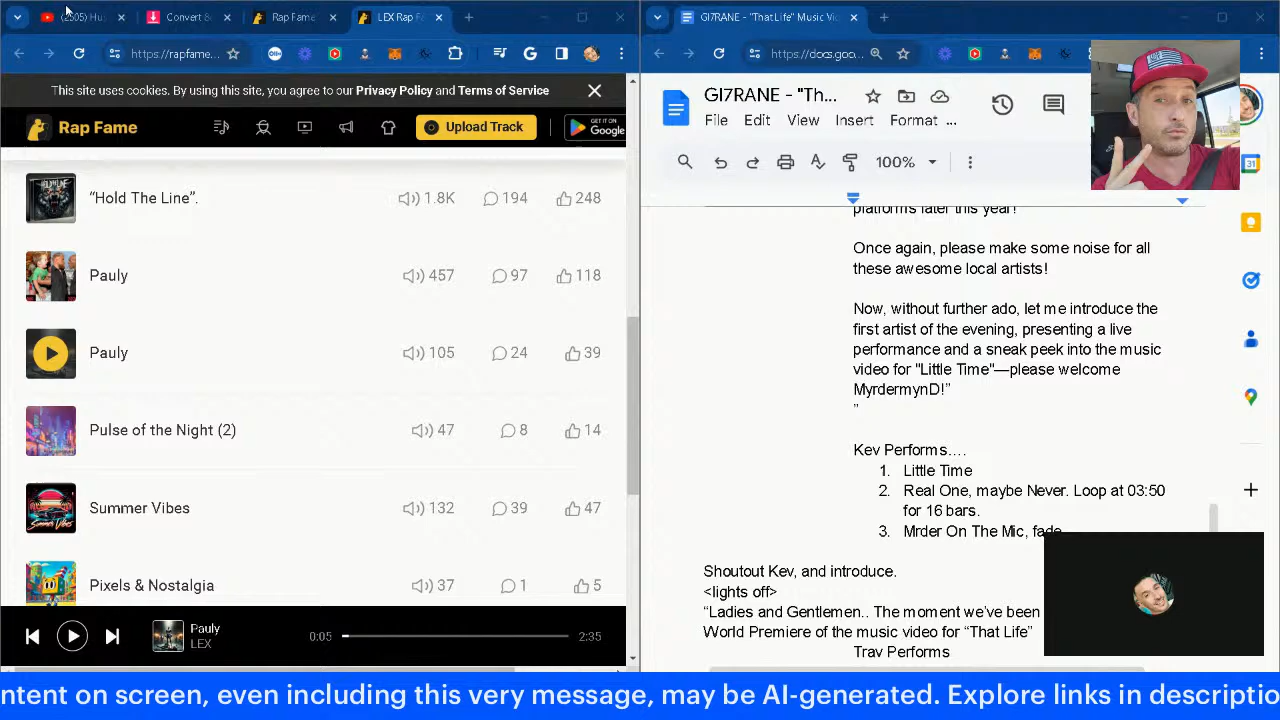 (2505) Hu
Convert &
Rap Fame
LEX Rap F
GI7RANE - "That Life" Music Vi
https://rapfame...
https://docs.goo...
This site uses cookies. By using this site, you agree to our Privacy Policy and Terms of Service
Rap Fame
Upload Track
GET IT ON
Google
GI7RANE - "Th...
File Edit View Insert Format ...
100%
31
“Hold The Line”. 1.8K 194 248
Pauly 457 97 118
Pauly 105 24 39
Pulse of the Night (2) 47 8 14
Summer Vibes 132 39 47
Pixels & Nostalgia 37 1 5
Pauly
LEX
0:05
2:35
platforms later this year!
Once again, please make some noise for all
these awesome local artists!
Now, without further ado, let me introduce the
first artist of the evening, presenting a live
performance and a sneak peek into the music
video for "Little Time"—please welcome
MyrdermynD!”
”
Kev Performs….
1. Little Time
2. Real One, maybe Never. Loop at 03:50
for 16 bars.
3. Mrder On The Mic, fade
Shoutout Kev, and introduce.
<lights off>
“Ladies and Gentlemen.. The moment we’ve been
World Premiere of the music video for “That Life”
Trav Performs
ntent on screen, even including this very message, may be AI-generated. Explore links in descriptio